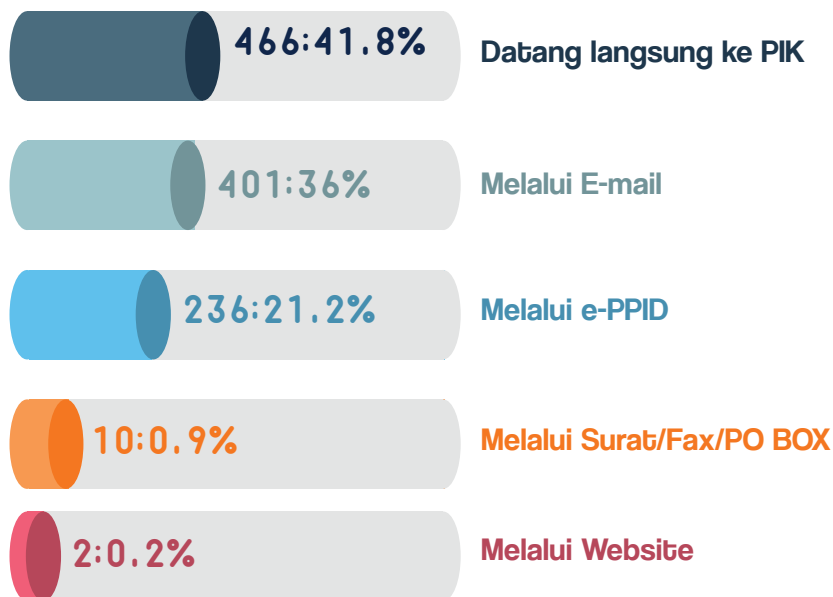 466:41.8% Datang langsung ke PIK
401:36% Melalui E-mail
236:21.2% Melalui e-PPID
10:0.9% Melalui Surat/Fax/PO BOX
2:0.2% Melalui Website